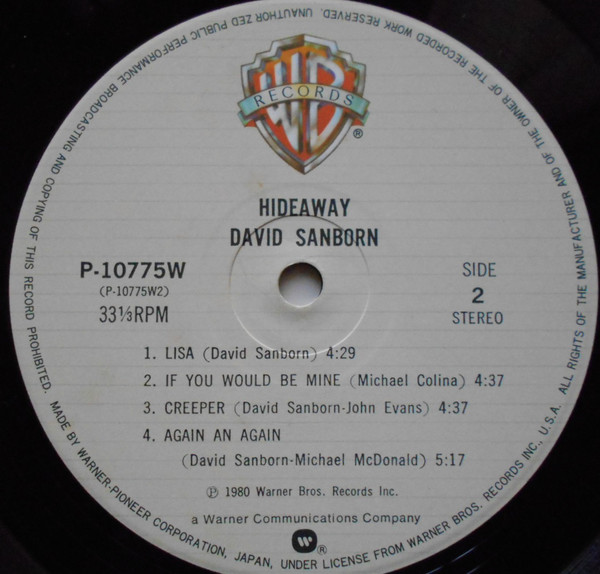 WB
RECORDS
®
HIDEAWAY
DAVID SANBORN
P-10775W
(P-10775W2)
33⅓RPM
SIDE
2
STEREO
1. LISA (David Sanborn) 4:29
2. IF YOU WOULD BE MINE (Michael Colina) 4:37
3. CREEPER (David Sanborn-John Evans) 4:37
4. AGAIN AN AGAIN
(David Sanborn-Michael McDonald) 5:17
Ⓟ 1980 Warner Bros. Records Inc.
a Warner Communications Company
®
MADE BY WARNER-PIONEER CORPORATION, JAPAN, UNDER LICENSE FROM WARNER BROS. RECORDS INC., U.S.A. ALL RIGHTS OF THE MANUFACTURER AND OF THE OWNER OF THE RECORDED WORK RESERVED. UNAUTHORIZED PUBLIC PERFORMANCE BROADCASTING AND COPYING OF THIS RECORD PROHIBITED.